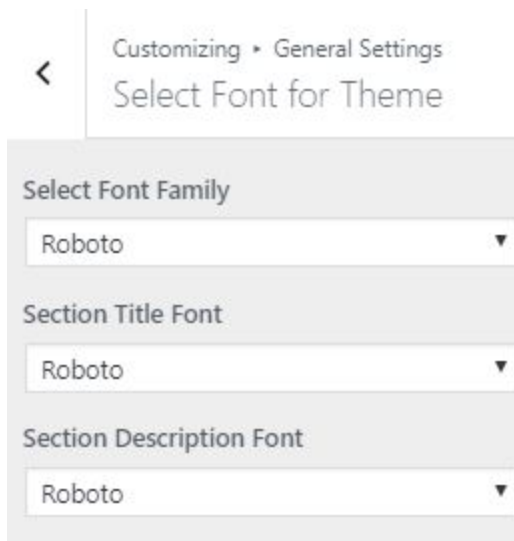 Customizing ▸ General Settings
Select Font for Theme
Select Font Family
Roboto
Section Title Font
Roboto
Section Description Font
Roboto